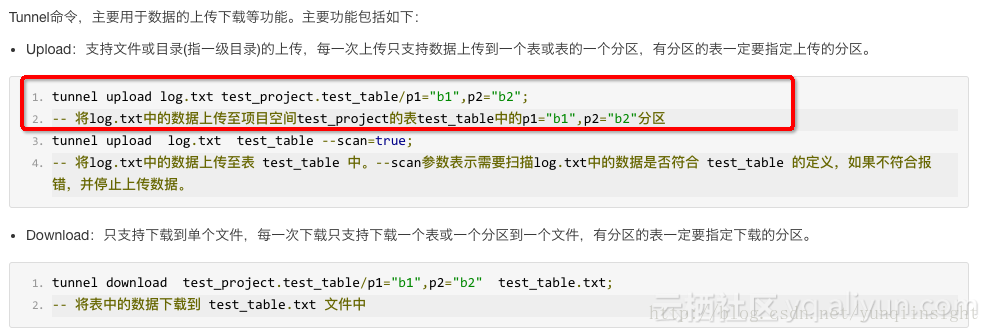 Tunnel命令，主要用于数据的上传下载等功能。主要功能包括如下：
• Upload：支持文件或目录(指一级目录)的上传，每一次上传只支持数据上传到一个表或表的一个分区，有分区的表一定要指定上传的分区。
1. tunnel upload log.txt test_project.test_table/p1="b1",p2="b2";
2. -- 将log.txt中的数据上传至项目空间test_project的表test_table中的p1="b1",p2="b2"分区
3. tunnel upload  log.txt  test_table --scan=true;
4. -- 将log.txt中的数据上传至表 test_table 中。--scan参数表示需要扫描log.txt中的数据是否符合 test_table 的定义，如果不符合报
错，并停止上传数据。
• Download：只支持下载到单个文件，每一次下载只支持下载一个表或一个分区到一个文件，有分区的表一定要指定下载的分区。
1. tunnel download  test_project.test_table/p1="b1",p2="b2"  test_table.txt;
2. -- 将表中的数据下载到 test_table.txt 文件中
云栖社区 yq.aliyun.com
http://blog.csdn.net/yunqiinsight